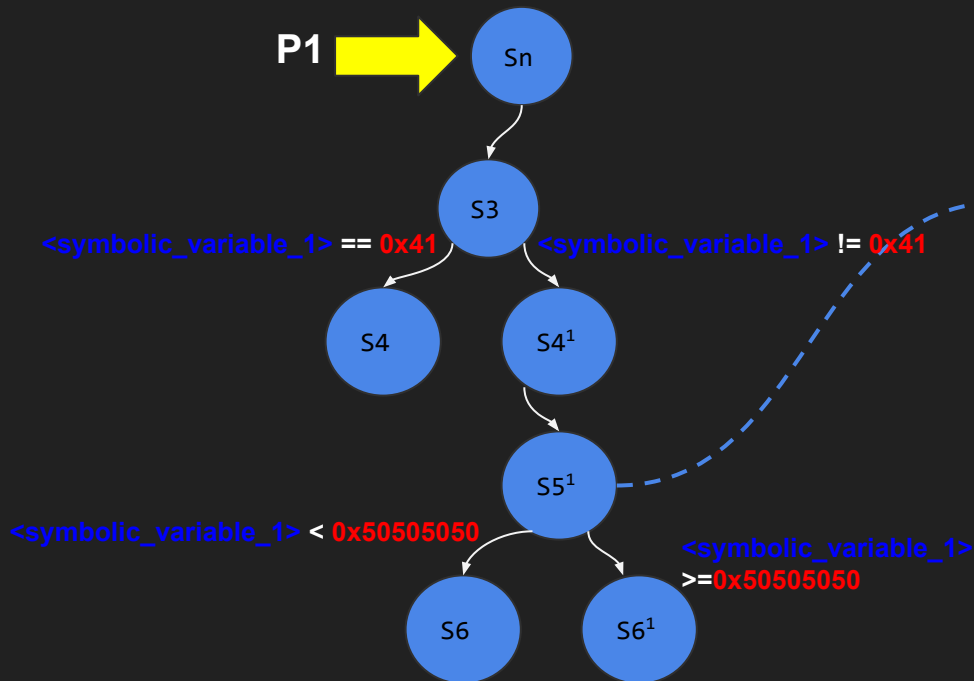 P1
Sn
S3
<symbolic_variable_1> == 0x41
<symbolic_variable_1> != 0x41
S4
S4¹
S5¹
<symbolic_variable_1> < 0x50505050
<symbolic_variable_1>
>=0x50505050
S6
S6¹